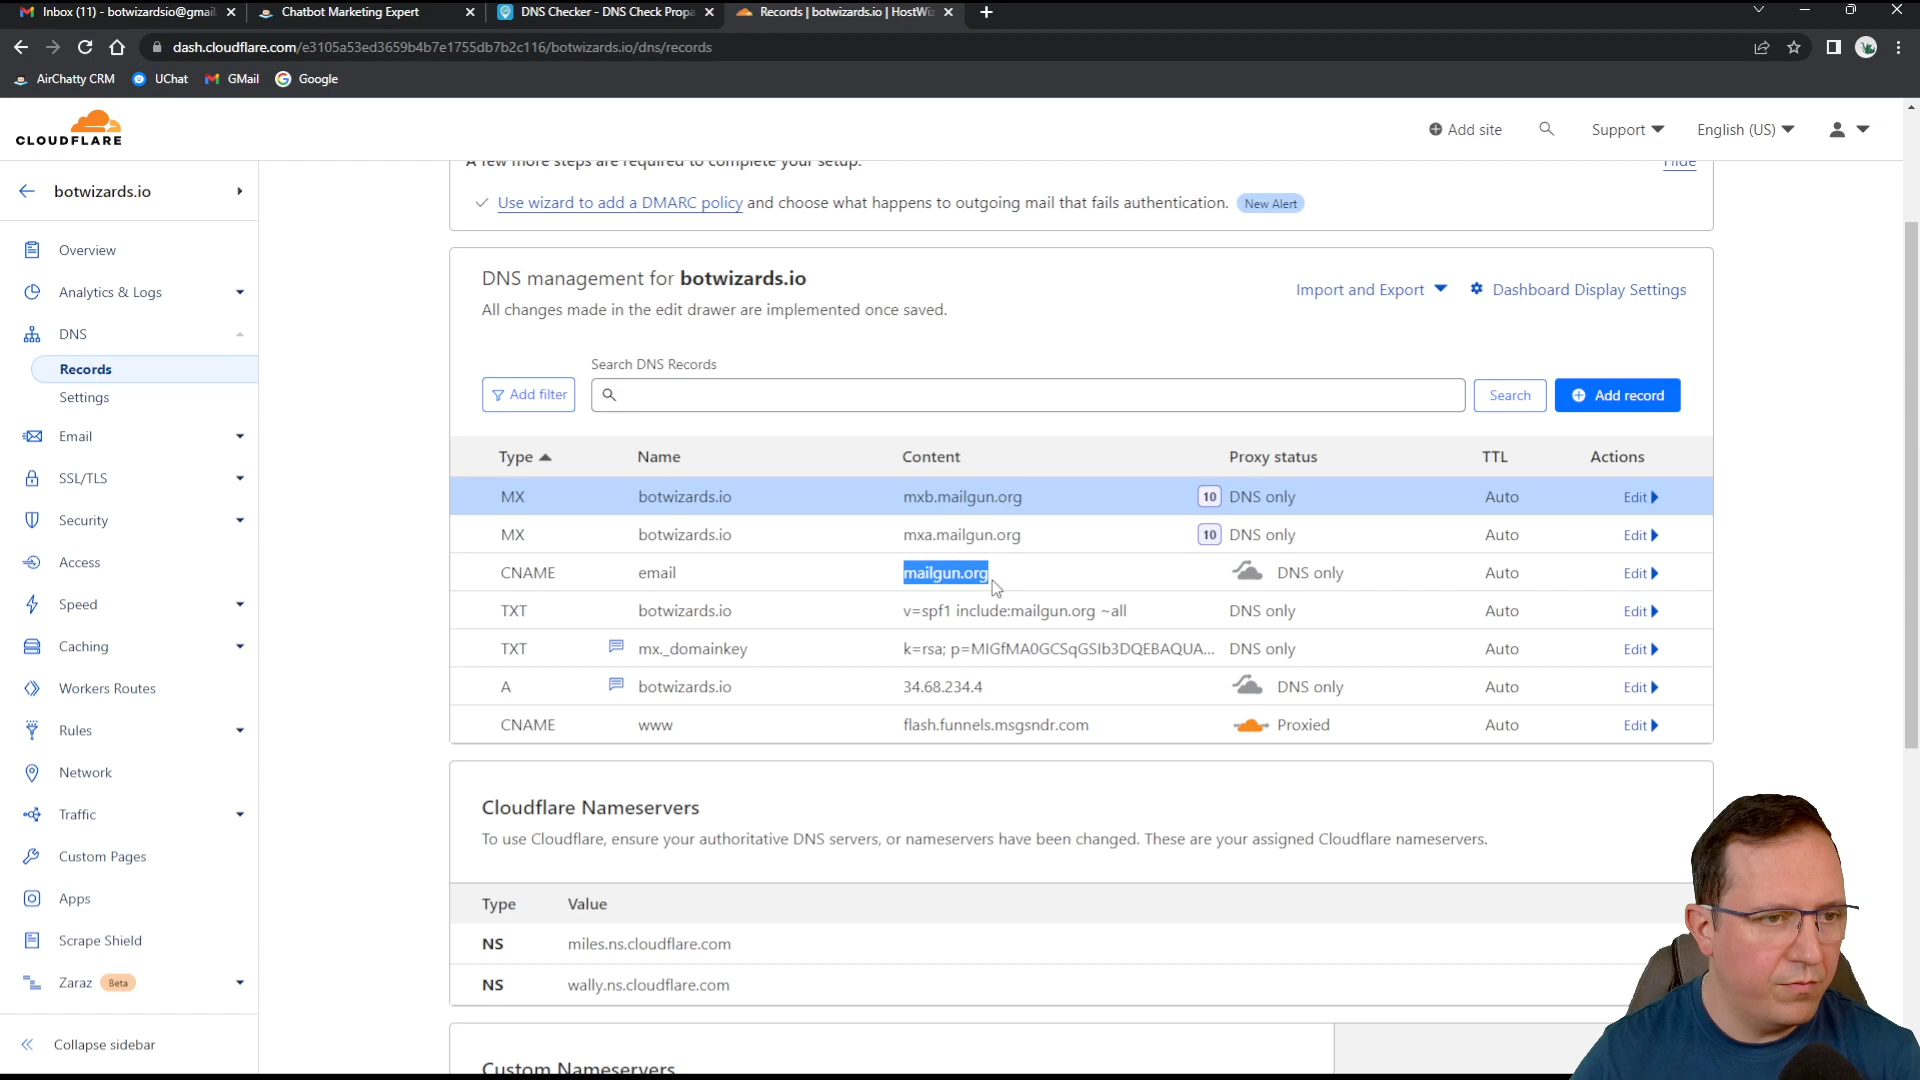 Inbox (11) - botwizardsio@gmail
Chatbot Marketing Expert
DNS Checker - DNS Check Propa
Records | botwizards.io | HostWiz
dash.cloudflare.com/e3105a53ed3659b4b7e1755db7b2c116/botwizards.io/dns/records
AirChatty CRM
UChat
GMail
Google
CLOUDFLARE
Add site
Support
English (US)
botwizards.io
Overview
Analytics & Logs
DNS
Records
Settings
Email
SSL/TLS
Security
Access
Speed
Caching
Workers Routes
Rules
Network
Traffic
Custom Pages
Apps
Scrape Shield
Zaraz Beta
Collapse sidebar
A few more steps are required to complete your setup.
Hide
Use wizard to add a DMARC policy and choose what happens to outgoing mail that fails authentication. New Alert
DNS management for botwizards.io
All changes made in the edit drawer are implemented once saved.
Import and Export
Dashboard Display Settings
Search DNS Records
Add filter
Search
Add record
Type Name Content Proxy status TTL Actions
MX botwizards.io mxb.mailgun.org 10 DNS only Auto Edit
MX botwizards.io mxa.mailgun.org 10 DNS only Auto Edit
CNAME email mailgun.org DNS only Auto Edit
TXT botwizards.io v=spf1 include:mailgun.org ~all DNS only Auto Edit
TXT mx._domainkey k=rsa; p=MIGfMA0GCSqGSIb3DQEBAQUA... DNS only Auto Edit
A botwizards.io 34.68.234.4 DNS only Auto Edit
CNAME www flash.funnels.msgsndr.com Proxied Auto Edit
Cloudflare Nameservers
To use Cloudflare, ensure your authoritative DNS servers, or nameservers have been changed. These are your assigned Cloudflare nameservers.
Type Value
NS miles.ns.cloudflare.com
NS wally.ns.cloudflare.com
Custom Nameservers